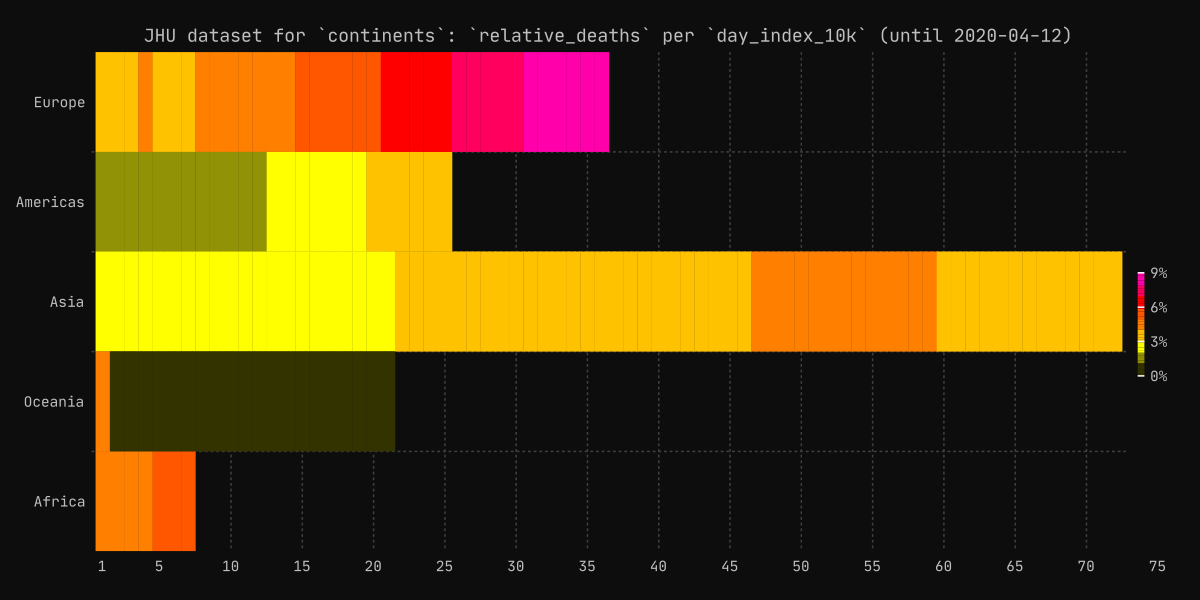 JHU dataset for `continents`: `relative_deaths` per `day_index_10k` (until 2020-04-12)
Europe
Americas
Asia
Oceania
Africa
9%
6%
3%
0%
1 5 10 15 20 25 30 35 40 45 50 55 60 65 70 75